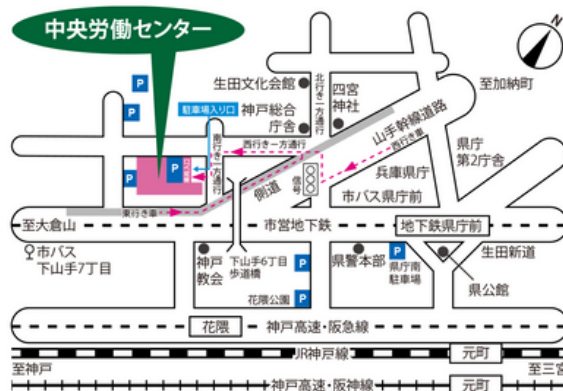 中央労働センター
N
P
P
生田文化会館
北行き一方通行
四宮
神社
至加納町
駐車場入り口
神戸総合
庁舎
山手幹線道路
南行き一方通行
西行き一方通行
西行き車
県庁
第2庁舎
兵庫県庁
P
P
側道
信号
市バス県庁前
東行き車
至大倉山
市営地下鉄
地下鉄県庁前
市バス
下山手7丁目
神戸
教会
下山手6丁目
歩道橋
P
県警本部
P
県庁南
駐車場
生田新道
県公館
花隈公園
P
花隈
神戸高速・阪急線
JR神戸線
元町
至神戸
至三宮
神戸高速・阪神線
元町